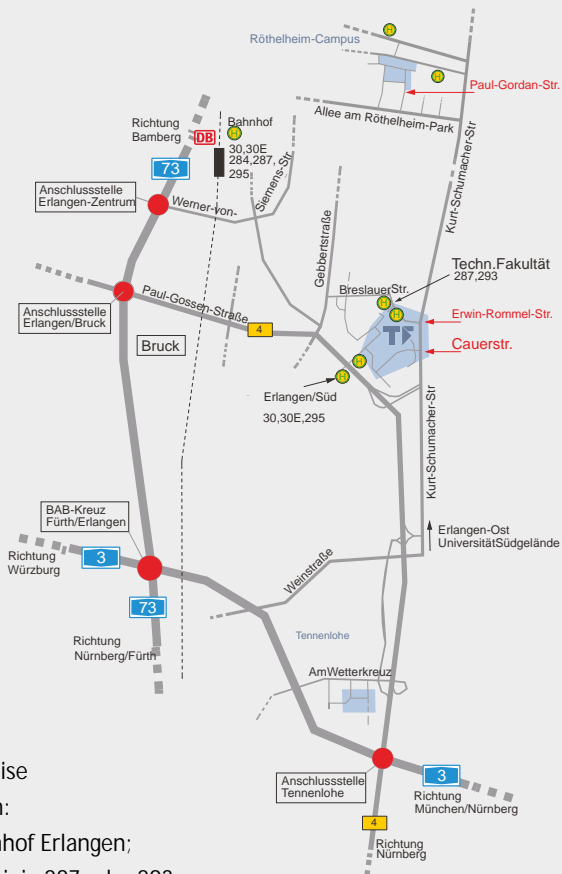 Röthelheim-Campus
H
H
Paul-Gordan-Str.
Allee am Röthelheim-Park
Kurt-Schumacher-Str
Richtung
Bamberg
DB
H
Bahnhof
30,30E
284,287,
295
73
Anschlussstelle
Erlangen-Zentrum
Werner-von-
Siemens-Str.
Gebbertstraße
BreslauerStr.
Techn.Fakultät
287,293
H
H
Erwin-Rommel-Str.
TF
Cauerstr.
Anschlussstelle
Erlangen/Bruck
Paul-Gossen-Straße
4
Bruck
H
H
Erlangen/Süd
30,30E,295
Kurt-Schumacher-Str
BAB-Kreuz
Fürth/Erlangen
Erlangen-Ost
UniversitätSüdgelände
Richtung
Würzburg
3
Weinstraße
73
Richtung
Nürnberg/Fürth
Tennenlohe
AmWetterkreuz
Anschlussstelle
Tennenlohe
3
Richtung
München/Nürnberg
4
Richtung
Nürnberg
ise
n:
nhof Erlangen;